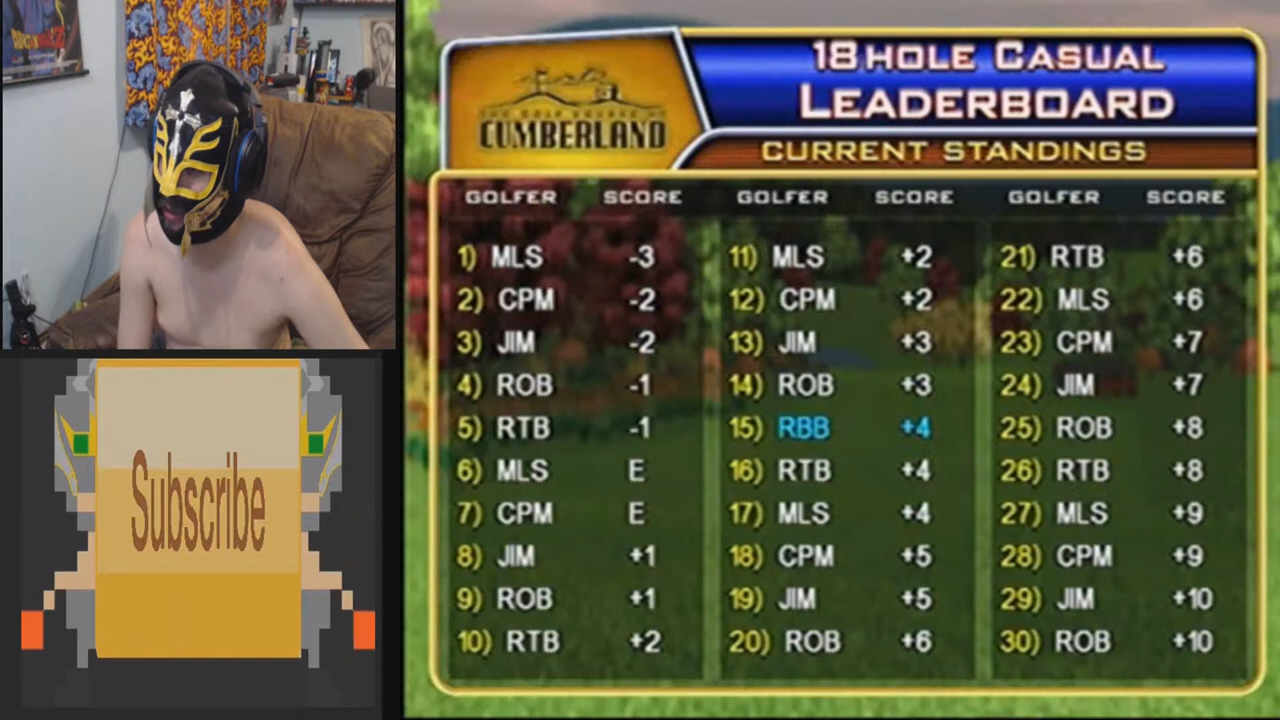 18 HOLE CASUAL
LEADERBOARD
CURRENT STANDINGS
CUMBERLAND
GOLFER SCORE GOLFER SCORE GOLFER SCORE
1) MLS -3 11) MLS +2 21) RTB +6
2) CPM -2 12) CPM +2 22) MLS +6
3) JIM -2 13) JIM +3 23) CPM +7
4) ROB -1 14) ROB +3 24) JIM +7
5) RTB -1 15) RBB +4 25) ROB +8
6) MLS E 16) RTB +4 26) RTB +8
7) CPM E 17) MLS +4 27) MLS +9
8) JIM +1 18) CPM +5 28) CPM +9
9) ROB +1 19) JIM +5 29) JIM +10
10) RTB +2 20) ROB +6 30) ROB +10
Subscribe